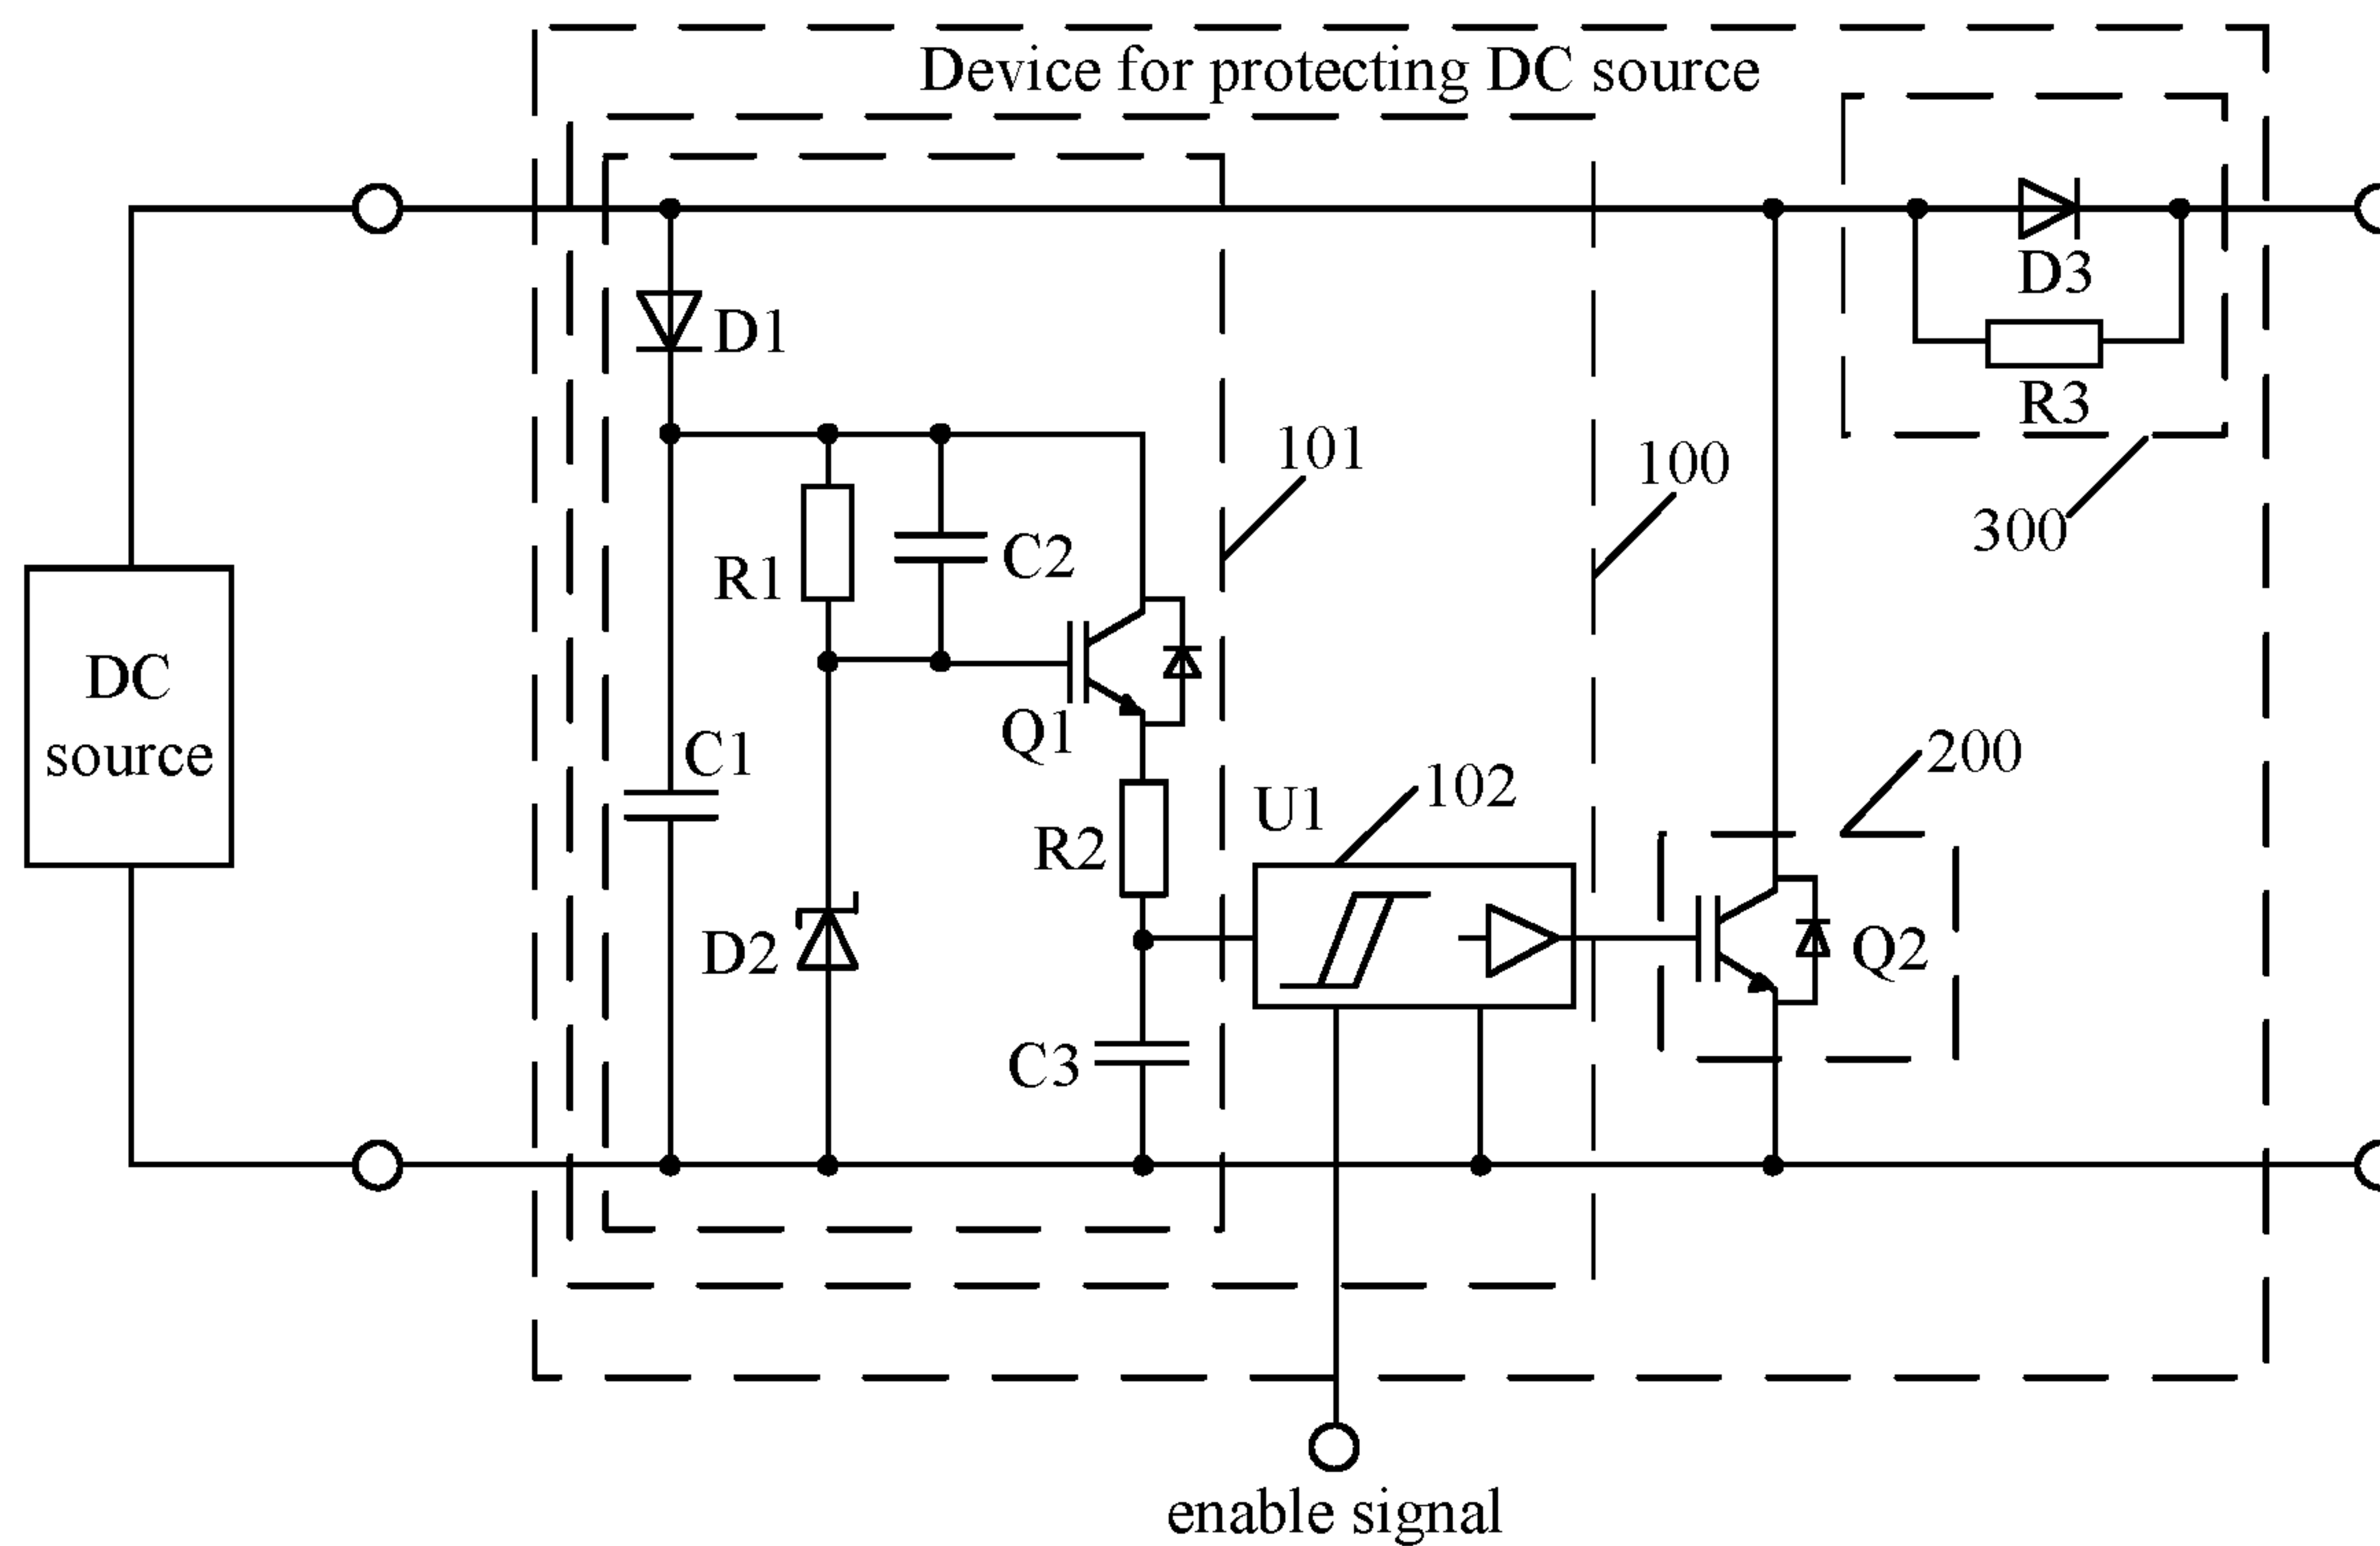 Device for protecting DC source
D1
D3
R3
101
100
300
R1
C2
DC
source
Q1
C1
200
102
U1
R2
D2
Q2
C3
enable signal